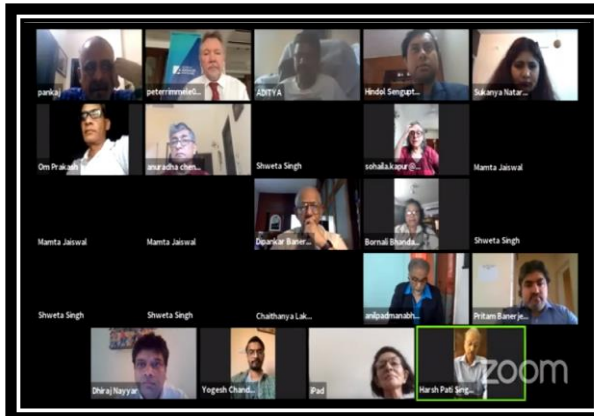 pankaj
peterrimmele@...
ADITYA
Hindol Sengupt...
Sukanya Natar...
Om Prakash
anuradha chen...
Shweta Singh
sohaila.kapur@...
Mamta Jaiswal
Mamta Jaiswal
Mamta Jaiswal
Dipankar Baner...
Bornali Bhanda...
Shweta Singh
Shweta Singh
Shweta Singh
Chaithanya Lak...
anilpadmanabh...
Pritam Banerje...
Dhiraj Nayyar
Yogesh Chand...
iPad
Harsh Pati Sing...
zoom